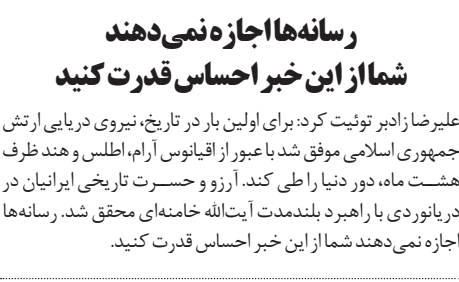 رسانه‌ها اجازه نمی‌دهند
شما از این خبر احساس قدرت کنید
علیرضا زادبر توئیت کرد: برای اولین بار در تاریخ، نیروی دریایی ارتش
جمهوری اسلامی موفق شد با عبور از اقیانوس آرام، اطلس و هند ظرف
هشت ماه، دور دنیا را طی کند. آرزو و حسرت تاریخی ایرانیان در
دریانوردی با راهبرد بلندمدت آیت‌الله خامنه‌ای محقق شد. رسانه‌ها
اجازه نمی‌دهند شما از این خبر احساس قدرت کنید.